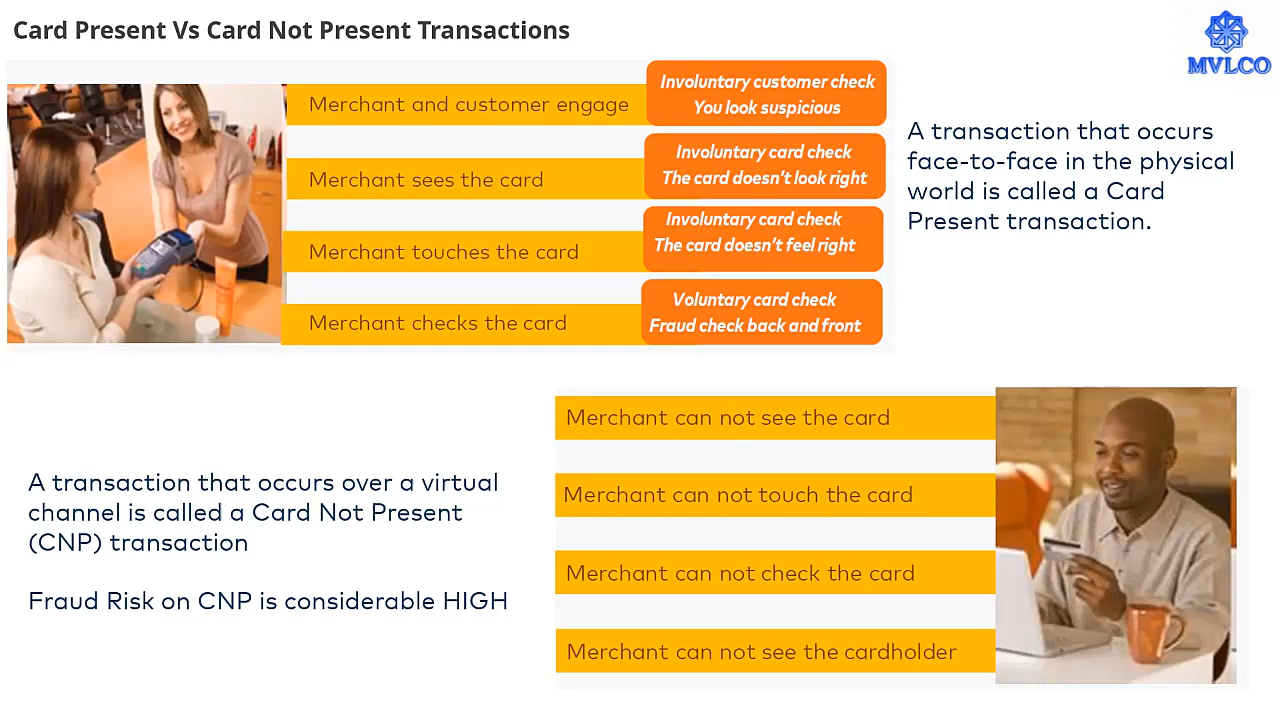 Card Present Vs Card Not Present Transactions
MVLCO
Merchant and customer engage
Involuntary customer check
You look suspicious
Merchant sees the card
Involuntary card check
The card doesn't look right
Merchant touches the card
Involuntary card check
The card doesn't feel right
Merchant checks the card
Voluntary card check
Fraud check back and front
A transaction that occurs
face-to-face in the physical
world is called a Card
Present transaction.
A transaction that occurs over a virtual
channel is called a Card Not Present
(CNP) transaction
Fraud Risk on CNP is considerable HIGH
Merchant can not see the card
Merchant can not touch the card
Merchant can not check the card
Merchant can not see the cardholder